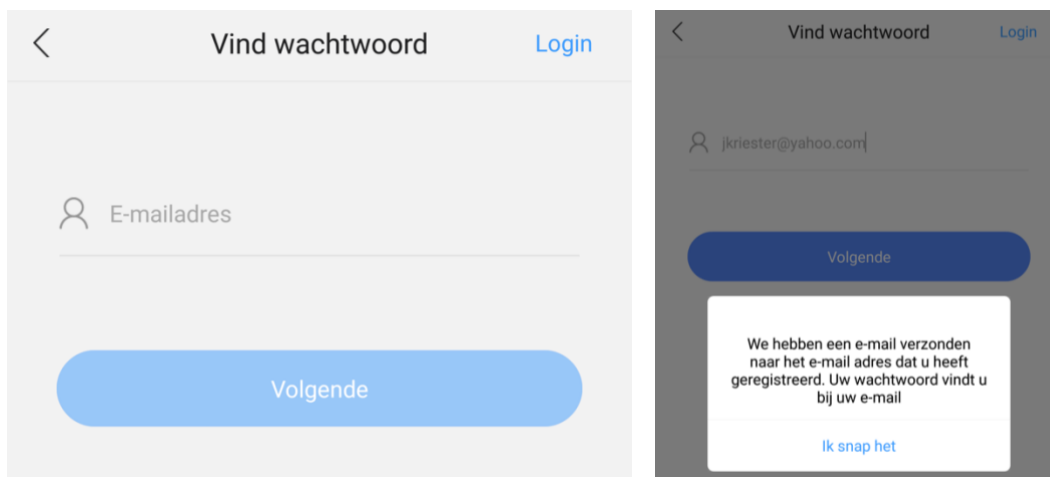 Vind wachtwoord
Login
E-mailadres
Volgende
Vind wachtwoord
Login
jkriester@yahoo.com
Volgende
We hebben een e-mail verzonden
naar het e-mail adres dat u heeft
geregistreerd. Uw wachtwoord vindt u
bij uw e-mail
Ik snap het